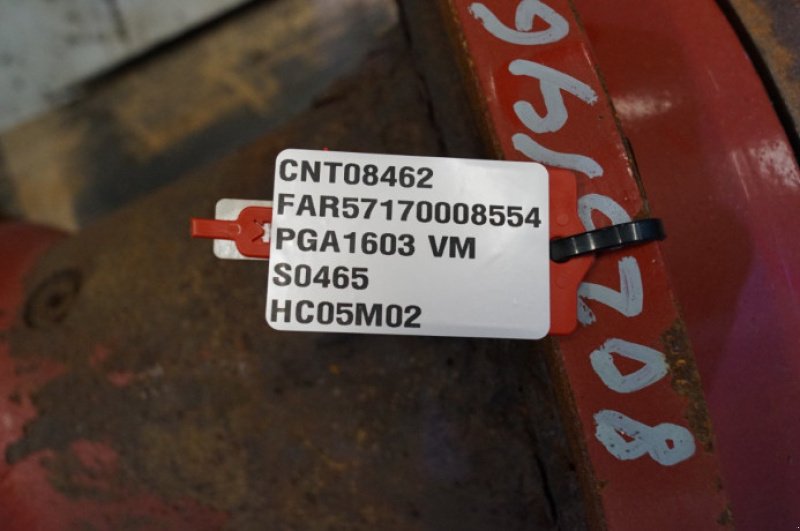 CNT08462
FAR57170008554
PGA1603 VM
S0465
HC05M02